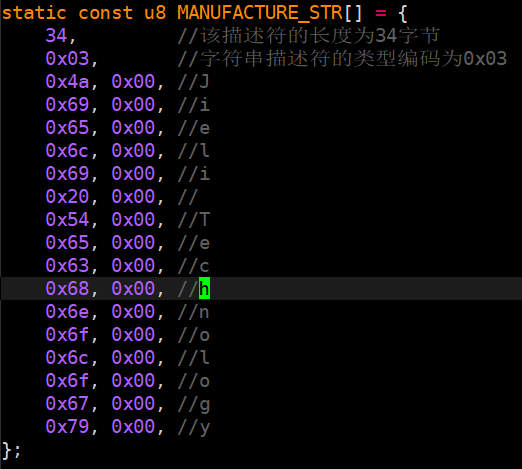 static const u8 MANUFACTURE_STR[] = {
34, //该描述符的长度为34字节
0x03, //字符串描述符的类型编码为0x03
0x4a, 0x00, //J
0x69, 0x00, //i
0x65, 0x00, //e
0x6c, 0x00, //l
0x69, 0x00, //i
0x20, 0x00, //
0x54, 0x00, //T
0x65, 0x00, //e
0x63, 0x00, //c
0x68, 0x00, //h
0x6e, 0x00, //n
0x6f, 0x00, //o
0x6c, 0x00, //l
0x6f, 0x00, //o
0x67, 0x00, //g
0x79, 0x00, //y
};